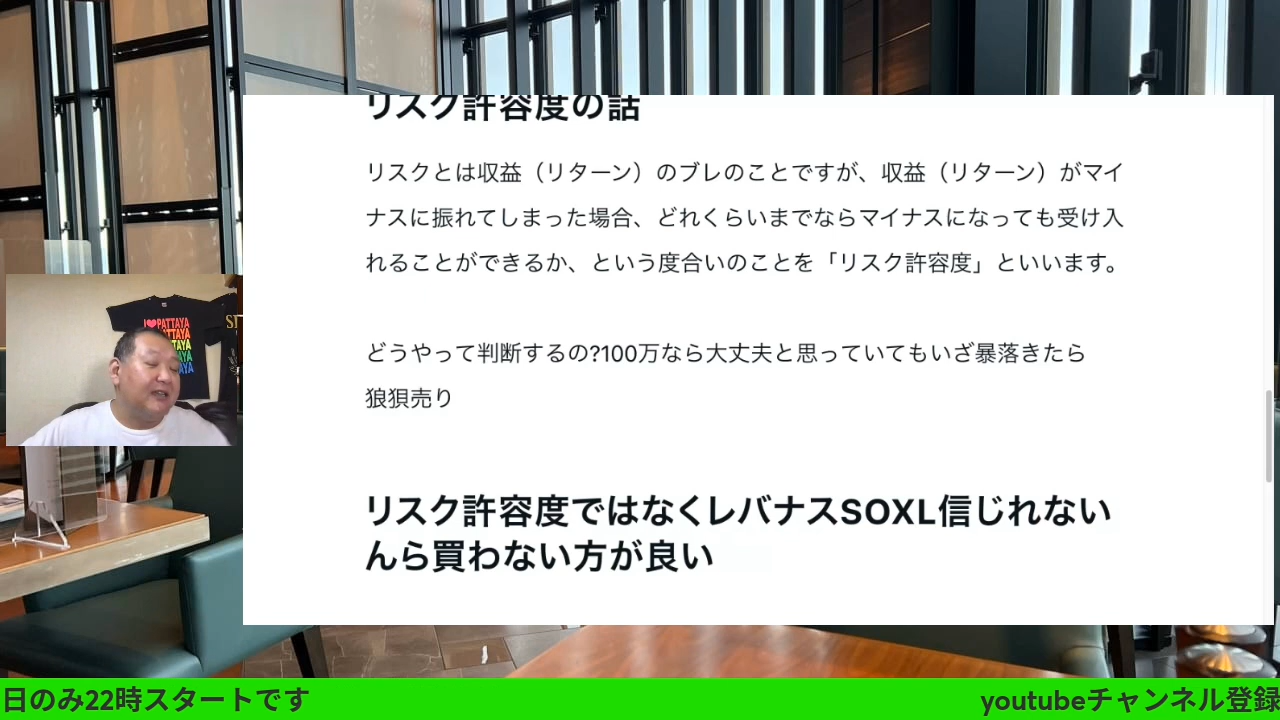 リスク許容度の話
リスクとは収益（リターン）のブレのことですが、収益（リターン）がマイ
ナスに振れてしまった場合、どれくらいまでならマイナスになっても受け入
れることができるか、という度合いのことを「リスク許容度」といいます。
どうやって判断するの?100万なら大丈夫と思っていてもいざ暴落きたら
狼狽売り
リスク許容度ではなくレバナスSOXL信じれない
んら買わない方が良い
PATTAYA
日のみ22時スタートです
youtubeチャンネル登録